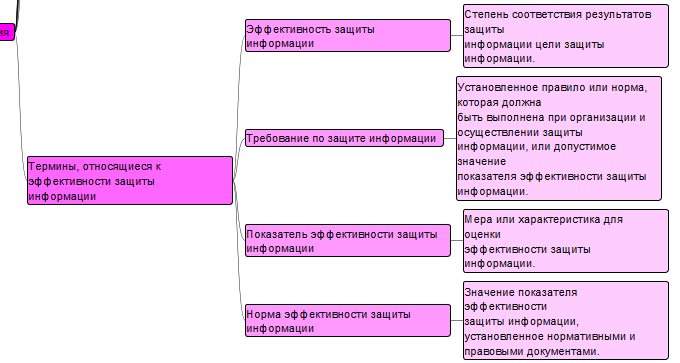 ия
Термины, относящиеся к
эффективности защиты
информации
Эффективность защиты
информации
Степень соответствия результатов
защиты
информации цели защиты
информации.
Требование по защите информации
Установленное правило или норма,
которая должна
быть выполнена при организации и
осуществлении защиты
информации, или допустимое
значение
показателя эффективности защиты
информации.
Показатель эффективности защиты
информации
Мера или характеристика для
оценки
эффективности защиты
информации.
Норма эффективности защиты
информации
Значение показателя
эффективности
защиты информации,
установленное нормативными и
правовыми документами.